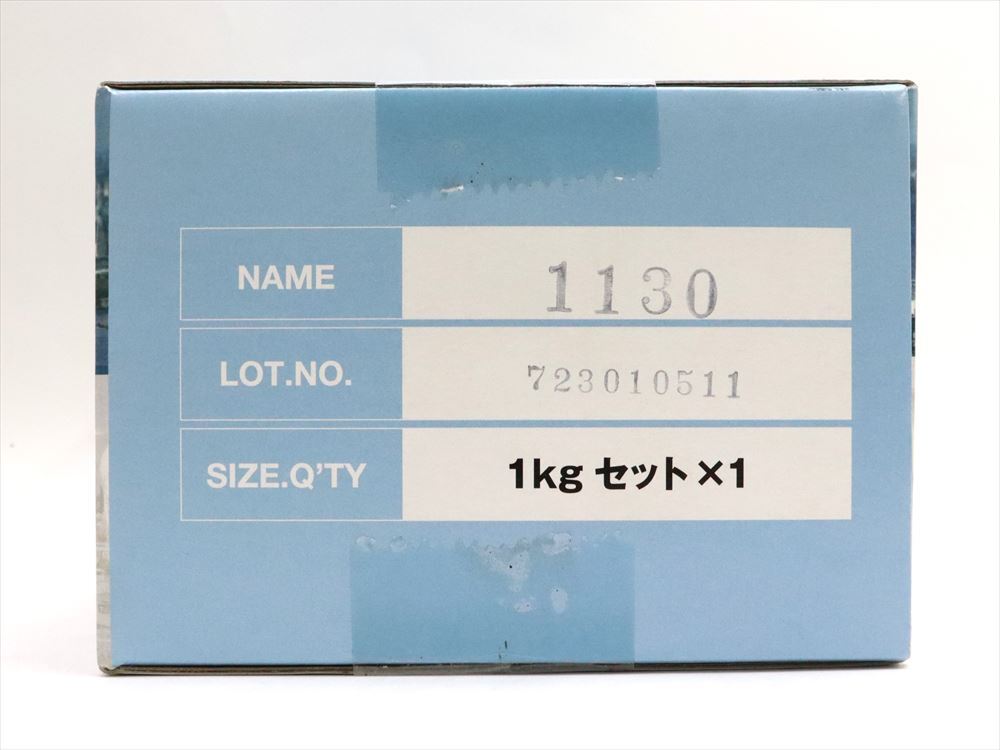 NAME 1130
LOT.NO. 723010511
SIZE.Q'TY 1kg セット×1